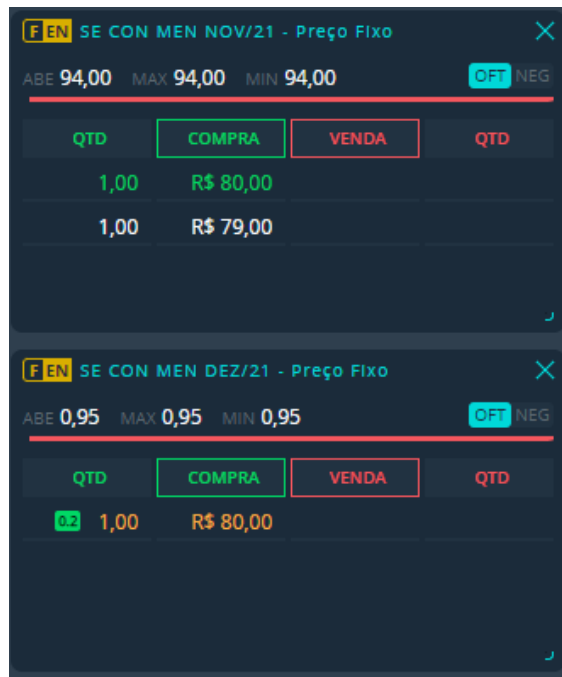 FEN SE CON MEN NOV/21 - Preço Fixo
ABE 94,00 MAX 94,00 MIN 94,00 OFT NEG
QTD COMPRA VENDA QTD
1,00 R$ 80,00
1,00 R$ 79,00
FEN SE CON MEN DEZ/21 - Preço Fixo
ABE 0,95 MAX 0,95 MIN 0,95 OFT NEG
QTD COMPRA VENDA QTD
0.2 1,00 R$ 80,00